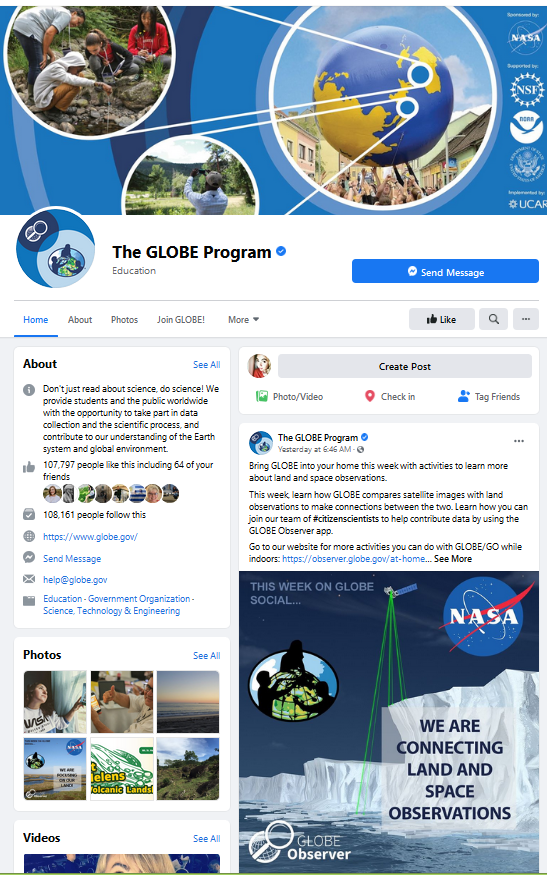 Sponsored by:
NASA
Supported by:
NSF
NOAA
Implemented by:
UCAR
The GLOBE Program
Education
Send Message
Home About Photos Join GLOBE! More
Like
About See All
Don't just read about science, do science! We
provide students and the public worldwide
with the opportunity to take part in data
collection and the scientific process, and
contribute to our understanding of the Earth
system and global environment.
107,797 people like this including 64 of your
friends
108,161 people follow this
https://www.globe.gov/
Send Message
help@globe.gov
Education · Government Organization ·
Science, Technology & Engineering
Photos See All
NASA
WE ARE
FOCUSING
ON OUR
LAND!
Helens
Volcanic Lands
Videos See All
Create Post
Photo/Video Check in Tag Friends
The GLOBE Program
Yesterday at 6:46 AM ·
Bring GLOBE into your home this week with activities to learn more
about land and space observations.
This week, learn how GLOBE compares satellite images with land
observations to make connections between the two. Learn how you can
join our team of #citizenscientists to help contribute data by using the
GLOBE Observer app.
Go to our website for more activities you can do with GLOBE/GO while
indoors: https://observer.globe.gov/at-home... See More
THIS WEEK ON GLOBE
SOCIAL...
NASA
WE ARE
CONNECTING
LAND AND
SPACE
OBSERVATIONS
GLOBE
Observer